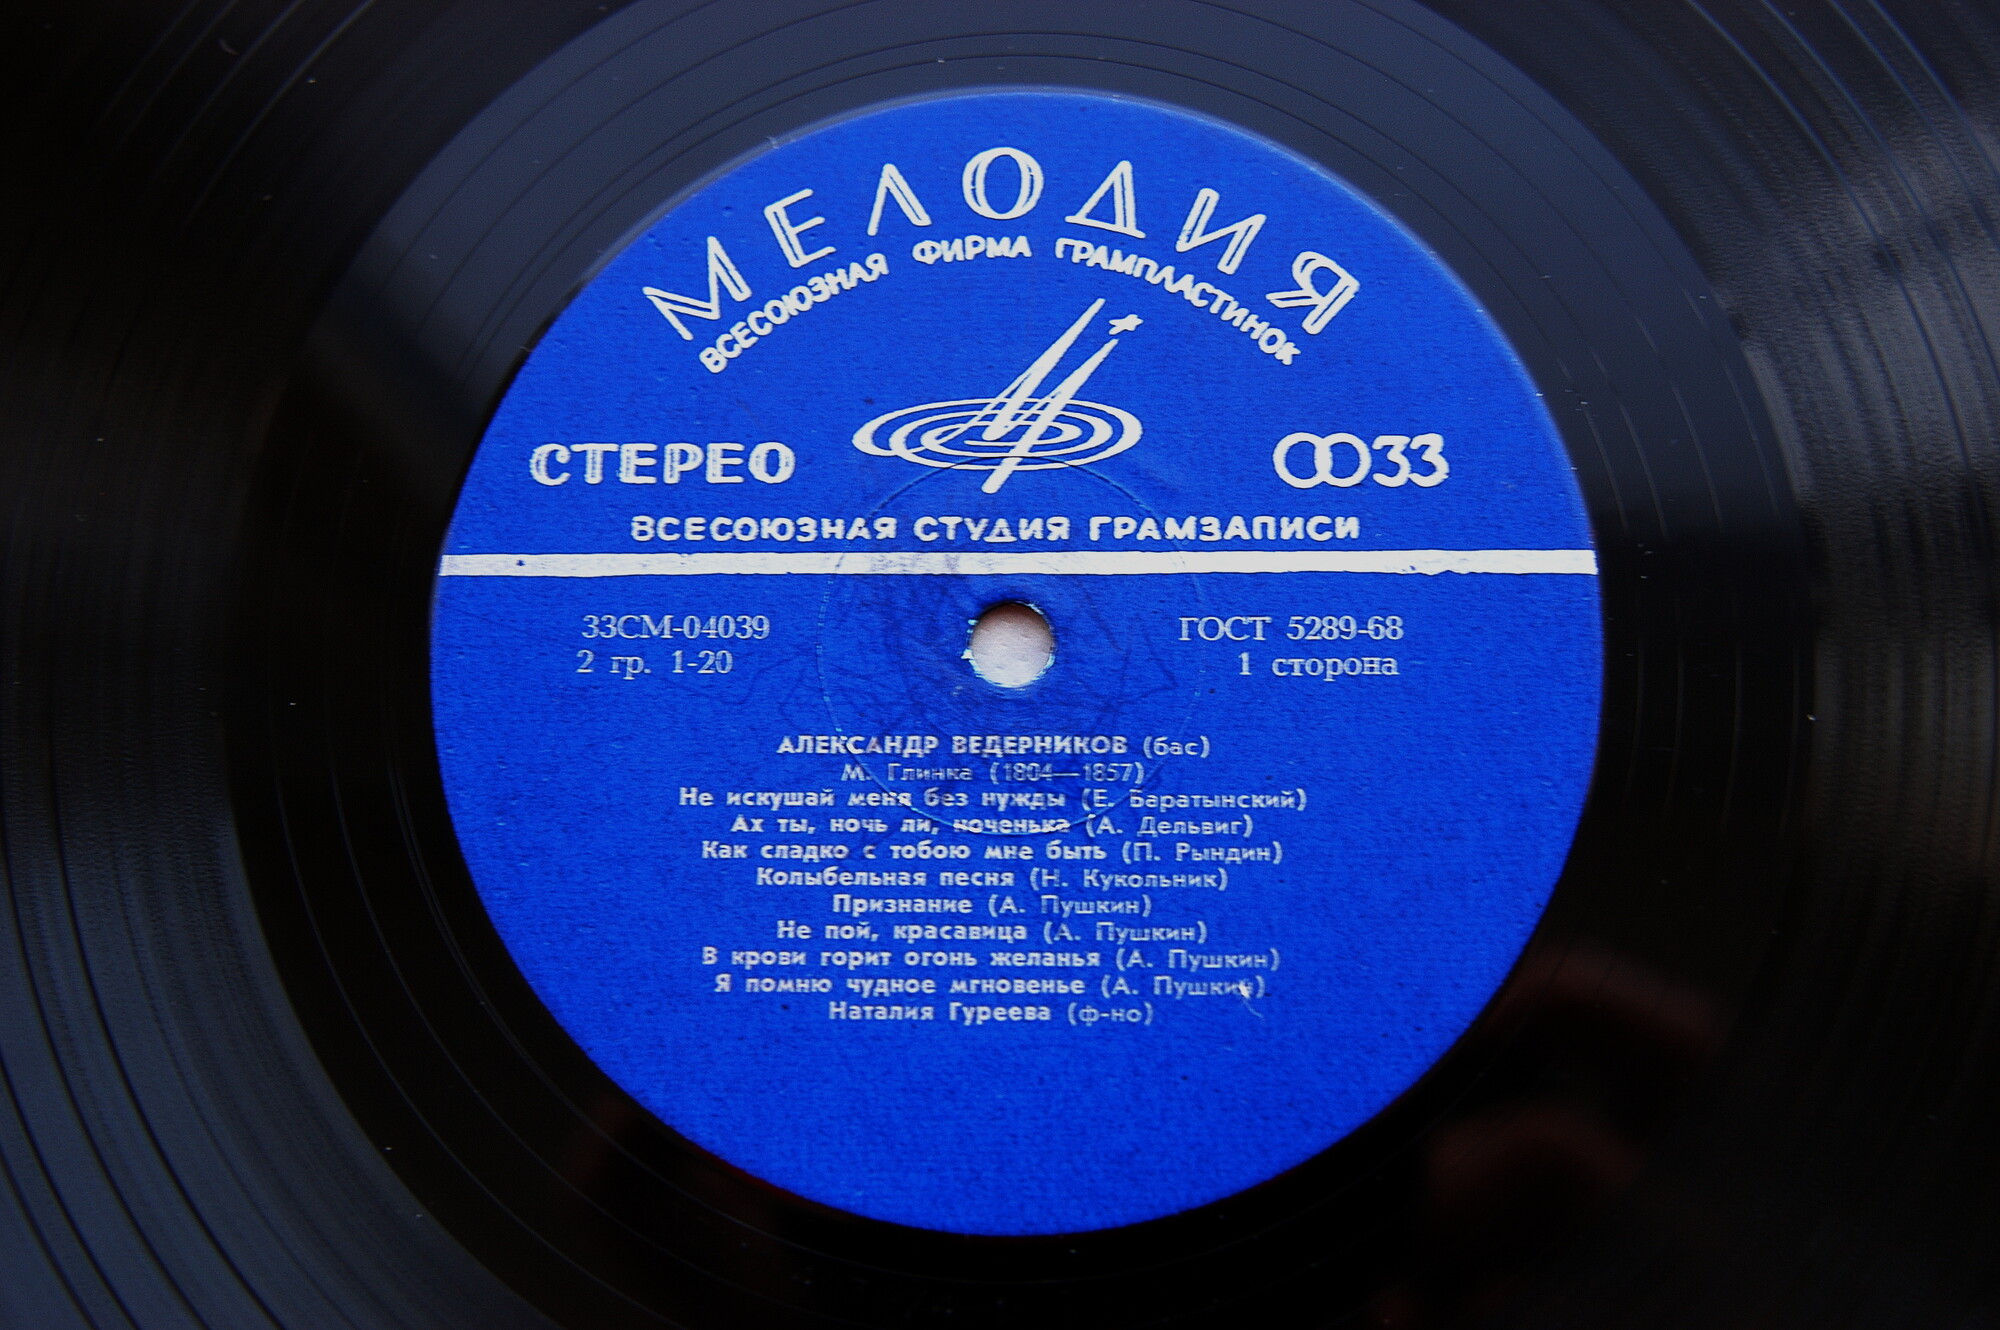 МЕЛОДИЯ
ВСЕСОЮЗНАЯ ФИРМА ГРАМПЛАСТИНОК
СТЕРЕО
33
ВСЕСОЮЗНАЯ СТУДИЯ ГРАМЗАПИСИ
33СМ-04039
ГОСТ 5289-68
2 гр. 1-20
1 сторона
АЛЕКСАНДР ВЕДЕРНИКОВ (бас)
М. Глинка (1804—1857)
Не искушай меня без нужды (Е. Баратынский)
Ах ты, ночь ли, ноченька (А. Дельвиг)
Как сладко с тобою мне быть (П. Рындин)
Колыбельная песня (Н. Кукольник)
Признание (А. Пушкин)
Не пой, красавица (А. Пушкин)
В крови горит огонь желанья (А. Пушкин)
Я помню чудное мгновенье (А. Пушкин)
Наталия Гуреева (ф-но)